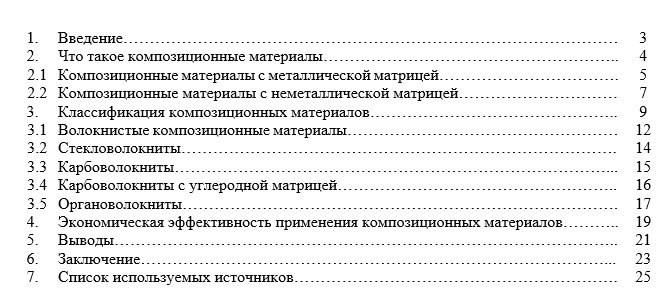 1. Введение…………………………………………………………………… 3
2. Что такое композиционные материалы………………………………….. 4
2.1 Композиционные материалы с металлической матрицей……………… 5
2.2 Композиционные материалы с неметаллической матрицей…………… 7
3. Классификация композиционных материалов………………………… 9
3.1 Волокнистые композиционные материалы…………………………… 12
3.2 Стекловолокниты………………………………………………………… 14
3.3 Карбоволокниты………………………………………………………….. 15
3.4 Карбоволокниты с углеродной матрицей……………………………… 16
3.5 Органоволокниты………………………………………………………… 17
4. Экономическая эффективность применения композиционных материалов……….. 19
5. Выводы…………………………………………………………………….. 21
6. Заключение……………………………………………………………….. 23
7. Список используемых источников……………………………………… 25